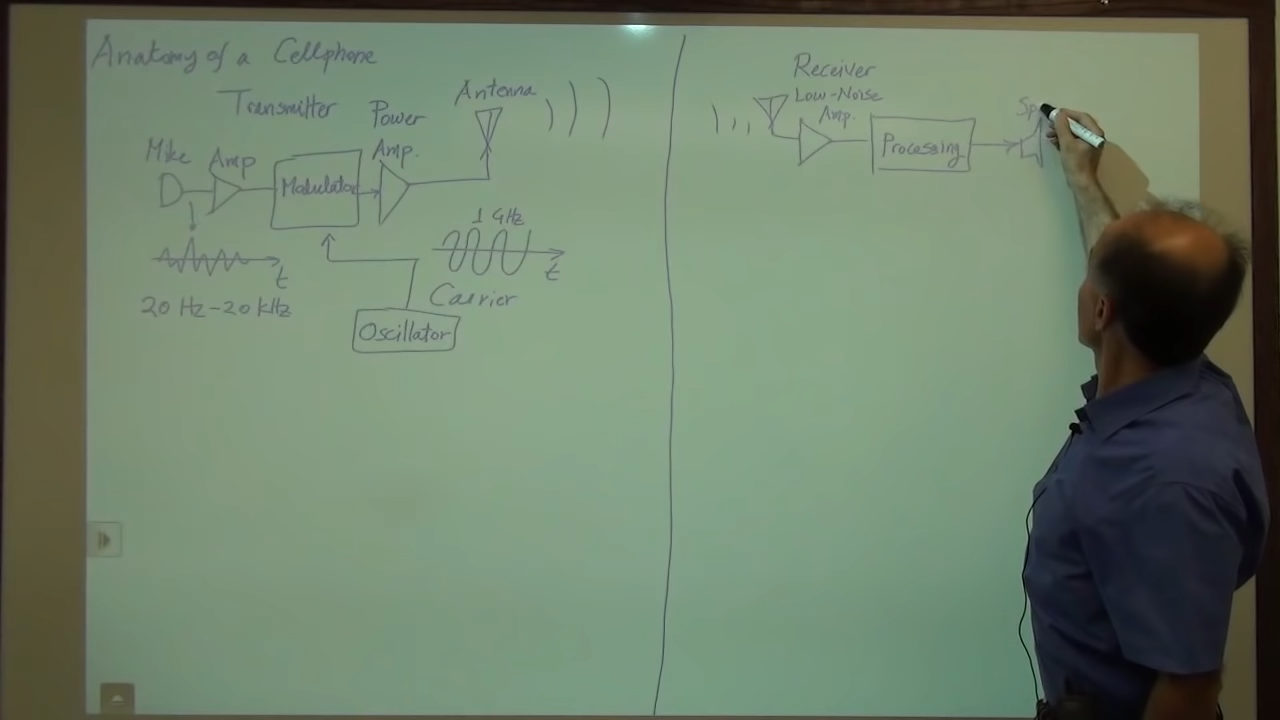 Anatomy of a Cellphone
Transmitter
Power
Amp.
Antenna
Mike
Amp
Modulator
t
20 Hz-20 kHz
1 GHz
t
Carrier
Oscillator
Receiver
Low-Noise
Amp.
Processing
Sp